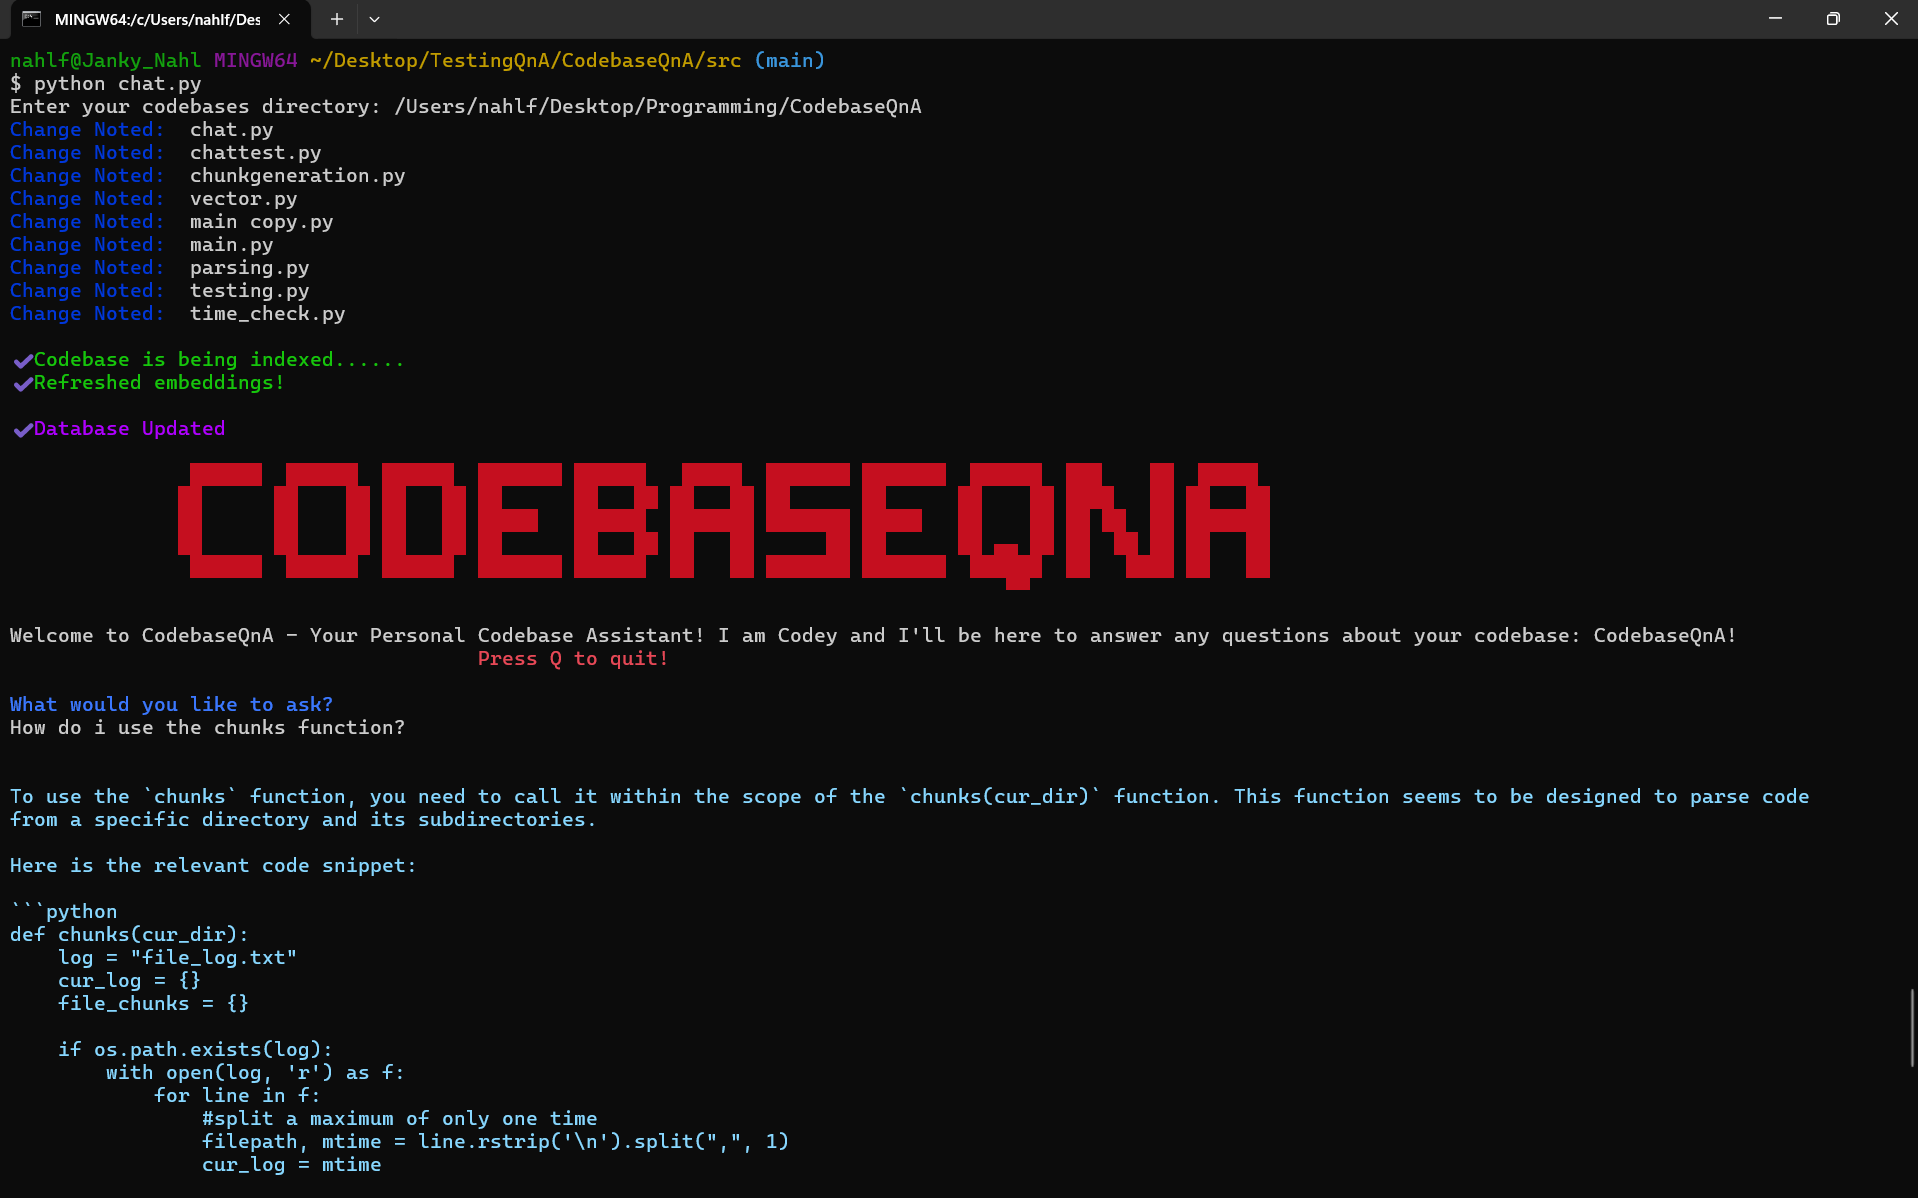 MINGW64:/c/Users/nahlf/Des
nahlf@Janky_Nahl MINGW64 ~/Desktop/TestingQnA/CodebaseQnA/src (main)
$ python chat.py
Enter your codebases directory: /Users/nahlf/Desktop/Programming/CodebaseQnA
Change Noted:  chat.py
Change Noted:  chattest.py
Change Noted:  chunkgeneration.py
Change Noted:  vector.py
Change Noted:  main copy.py
Change Noted:  main.py
Change Noted:  parsing.py
Change Noted:  testing.py
Change Noted:  time_check.py
✔Codebase is being indexed......
✔Refreshed embeddings!
✔Database Updated
CODEBASEQNA
Welcome to CodebaseQnA - Your Personal Codebase Assistant! I am Codey and I'll be here to answer any questions about your codebase: CodebaseQnA!
Press Q to quit!
What would you like to ask?
How do i use the chunks function?
To use the `chunks` function, you need to call it within the scope of the `chunks(cur_dir)` function. This function seems to be designed to parse code
from a specific directory and its subdirectories.
Here is the relevant code snippet:
```python
def chunks(cur_dir):
    log = "file_log.txt"
    cur_log = {}
    file_chunks = {}
    if os.path.exists(log):
        with open(log, 'r') as f:
            for line in f:
                #split a maximum of only one time
                filepath, mtime = line.rstrip('\n').split(",", 1)
                cur_log = mtime